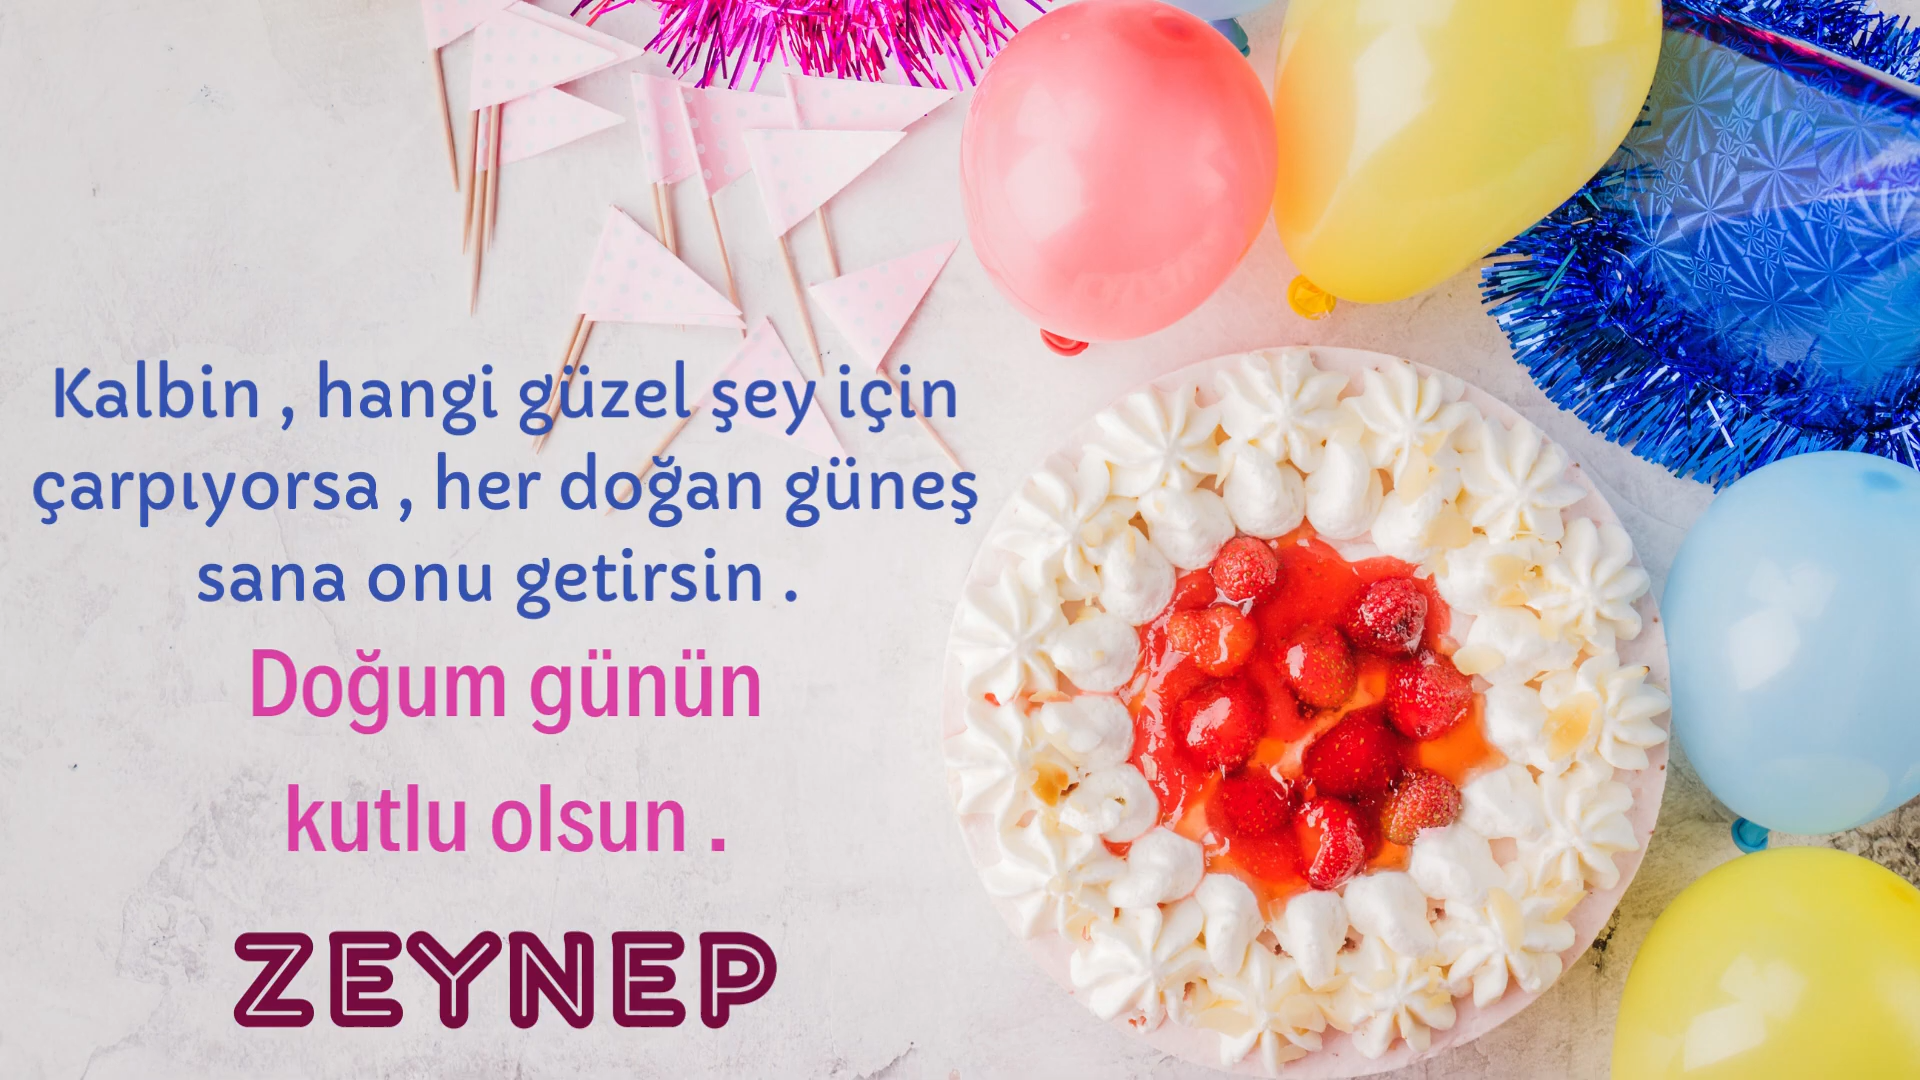 Kalbin , hangi güzel şey için
çarpıyorsa , her doğan güneş
sana onu getirsin .
Doğum günün
kutlu olsun .
ZEYNEP